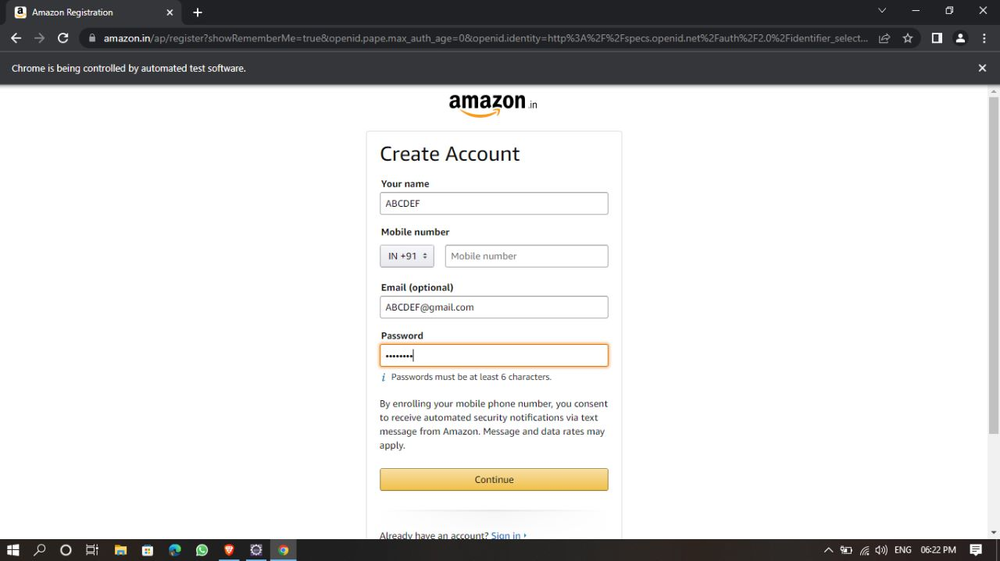 Amazon Registration
amazon.in/ap/register?showRememberMe=true&openid.pape.max_auth_age=0&openid.identity=http%3A%2F%2Fspecs.openid.net%2Fauth%2F2.0%2Fidentifier_select...
Chrome is being controlled by automated test software.
amazon.in
Create Account
Your name
ABCDEF
Mobile number
IN +91 Mobile number
Email (optional)
ABCDEF@gmail.com
Password
••••••••
i Passwords must be at least 6 characters.
By enrolling your mobile phone number, you consent
to receive automated security notifications via text
message from Amazon. Message and data rates may
apply.
Continue
Already have an account? Sign in
ENG 06:22 PM